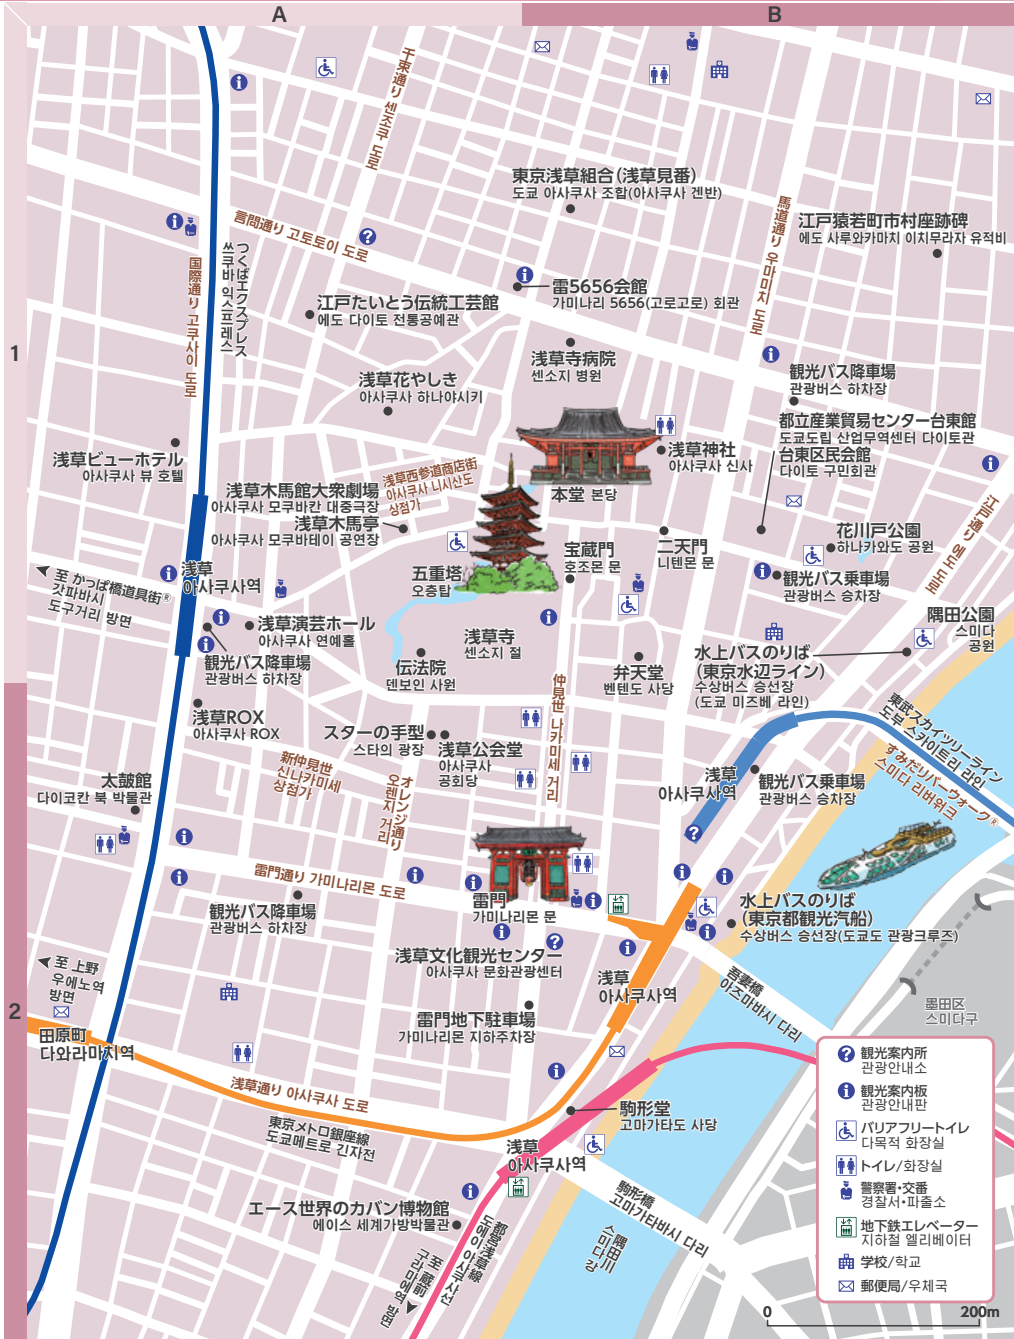 A
B
1
2
千束通り 센조쿠 도로
東京浅草組合(浅草見番)
도쿄 아사쿠사 조합(아사쿠사 겐반)
馬道通り 우마미치 도로
江戸猿若町市村座跡碑
에도 사루와카마치 이치무라자 유적비
言問通り 고토토이 도로
国際通り 고쿠사이 도로
つくばエクスプレス
쓰쿠바 익스프레스
雷5656会館
가미나리 5656(고로고로) 회관
江戸たいとう伝統工芸館
에도 다이토 전통공예관
浅草寺病院
센소지 병원
観光バス降車場
관광버스 하차장
浅草花やしき
아사쿠사 하나야시키
都立産業貿易センター台東館
도쿄도립 산업무역센터 다이토관
台東区民会館
다이토 구민회관
浅草神社
아사쿠사 신사
浅草ビューホテル
아사쿠사 뷰 호텔
浅草西参道商店街
아사쿠사 니시산도
상점가
浅草木馬館大衆劇場
아사쿠사 모쿠바칸 대중극장
浅草木馬亭
아사쿠사 모쿠바테이 공연장
本堂 본당
江戸通り 에도 도로
花川戸公園
하나카와도 공원
二天門
니텐몬 문
宝蔵門
호조몬 문
五重塔
오층탑
観光バス乗車場
관광버스 승차장
浅草
아사쿠사역
至 かっぱ橋道具街®
갓파바시
도구거리 방면
浅草演芸ホール
아사쿠사 연예홀
観光バス降車場
관광버스 하차장
浅草寺
센소지 절
伝法院
덴보인 사원
弁天堂
벤텐도 사당
隅田公園
스미다
공원
水上バスのりば
(東京水辺ライン)
수상버스 승선장
(도쿄 미즈베 라인)
浅草ROX
아사쿠사 ROX
仲見世 나카미세 거리
スターの手型
스타의 광장
浅草公会堂
아사쿠사
공회당
新仲見世
신나카미세
상점가
オレンジ通り
오렌지 거리
太皷館
다이코칸 북 박물관
東武スカイツリーライン
도부 스카이트리 라인
すみだリバーウォーク®
스미다 리버워크
浅草
아사쿠사역
観光バス乗車場
관광버스 승차장
雷門通り 가미나리몬 도로
観光バス降車場
관광버스 하차장
雷門
가미나리몬 문
水上バスのりば
(東京都観光汽船)
수상버스 승선장(도쿄도 관광크루즈)
浅草文化観光センター
아사쿠사 문화관광센터
浅草
아사쿠사역
吾妻橋
아즈마바시 다리
至 上野
우에노역
방면
雷門地下駐車場
가미나리몬 지하주차장
墨田区
스미다구
田原町
다와라마치역
浅草通り 아사쿠사 도로
東京メトロ銀座線
도쿄메트로 긴자전
駒形堂
고마가타도 사당
浅草
아사쿠사역
駒形橋
고마가타바시 다리
エース世界のカバン博物館
에이스 세계가방박물관
都営浅草線
도에이 아사쿠사선
至 蔵前
구라마에역 방면
隅田川
스미다 강
観光案内所
관광안내소
観光案内板
관광안내판
バリアフリートイレ
다목적 화장실
トイレ/화장실
警察署・交番
경찰서・파출소
地下鉄エレベーター
지하철 엘리베이터
学校/학교
郵便局/우체국
0 200m